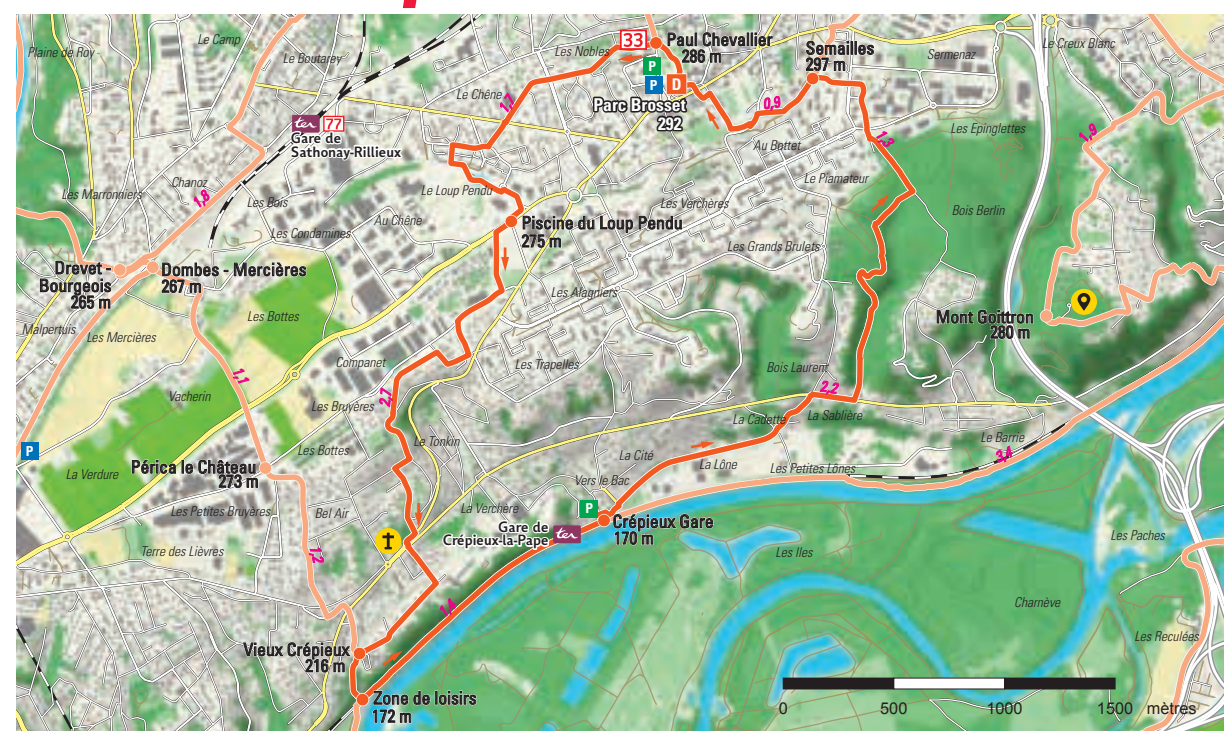 Plaine de Roy
Le Camp
Le Boutarey
Les Nobles
33
Paul Chevallier
286 m
Semailles
297 m
Sermenaz
Le Creux Blanc
P
P
D
Le Chêne
1,7
Parc Brosset
292
0,9
ter
77
Gare de
Sathonay-Rillieux
1,3
Les Epinglettes
1,9
Au Bottet
Les Marronniers
Chanoz
1,8
Les Bois
Le Loup Pendu
Le Plamateur
Les Verchères
Bois Berlin
Les Condamines
Au Chêne
Piscine du Loup Pendu
275 m
Les Grands Brulets
Drevet -
Bourgeois
265 m
Dombes - Mercières
267 m
Les Alagniers
Mont Goittron
280 m
Malpertuis
Les Mercières
Les Bottes
Companet
Les Trapelles
Bois Laurent
1,1
Vacherin
Les Bruyères
2,7
2,2
La Cadette
La Sablière
P
Le Tonkin
Les Bottes
Le Barrie
3,4
La Verdure
Périca le Château
273 m
La Cité
La Lône
Les Petites Lônes
Vers le Bac
Les Petites Bruyères
Bel Air
La Verchère
P
Crépieux Gare
170 m
Gare de
Crépieux-la-Pape
ter
Terre des Lièvres
1,2
Les Iles
Les Paches
1,4
Charnève
Les Reculées
Vieux Crépieux
216 m
Zone de loisirs
172 m
0 500 1000 1500 mètres